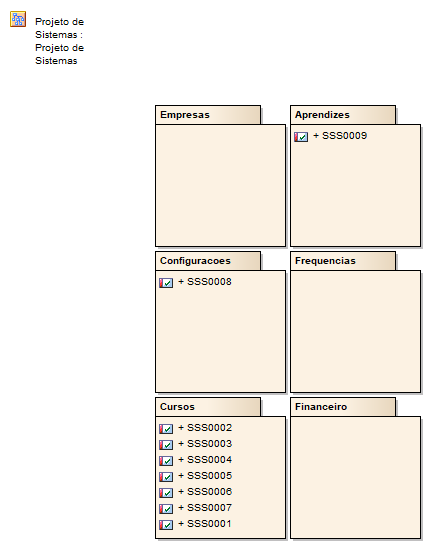 Projeto de
Sistemas :
Projeto de
Sistemas
Empresas
Aprendizes
+ SSS0009
Configuracoes
+ SSS0008
Frequencias
Cursos
+ SSS0002
+ SSS0003
+ SSS0004
+ SSS0005
+ SSS0006
+ SSS0007
+ SSS0001
Financeiro